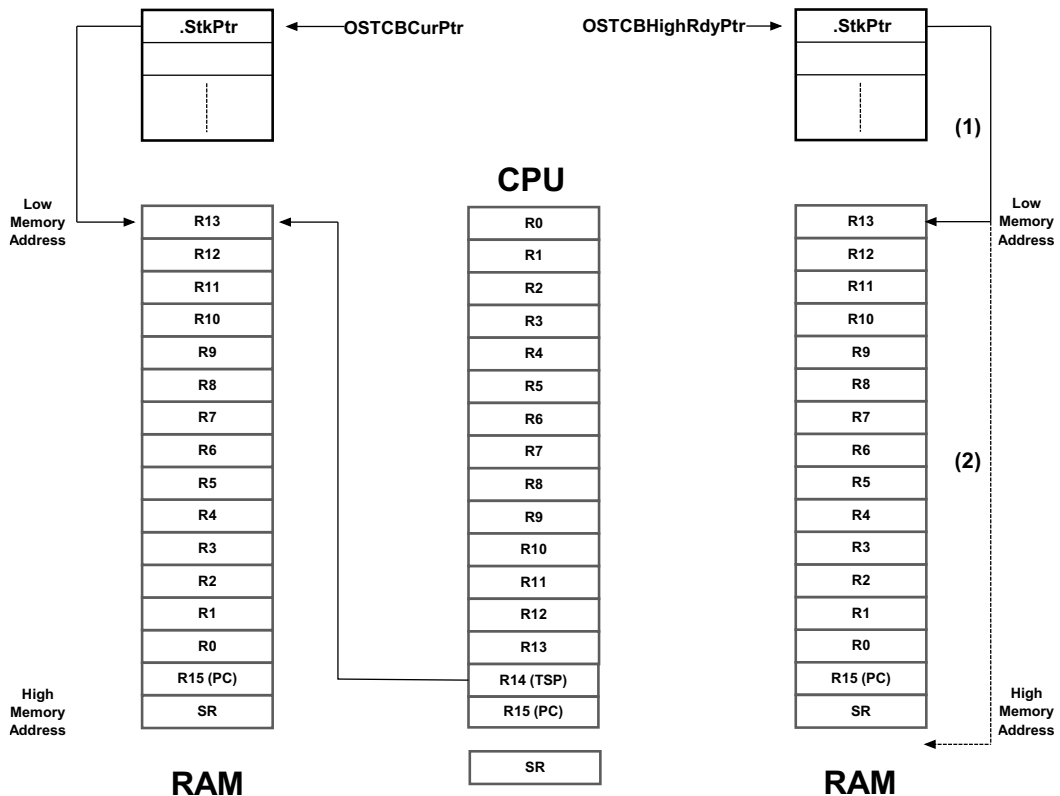 .StkPtr
OSTCBCurPtr
OSTCBHighRdyPtr
.StkPtr
(1)
CPU
Low
Memory
Address
R13
R12
R11
R10
R9
R8
R7
R6
R5
R4
R3
R2
R1
R0
R15 (PC)
SR
High
Memory
Address
RAM
R0
R1
R2
R3
R4
R5
R6
R7
R8
R9
R10
R11
R12
R13
R14 (TSP)
R15 (PC)
SR
R13
R12
R11
R10
R9
R8
R7
R6
R5
R4
R3
R2
R1
R0
R15 (PC)
SR
Low
Memory
Address
(2)
High
Memory
Address
RAM